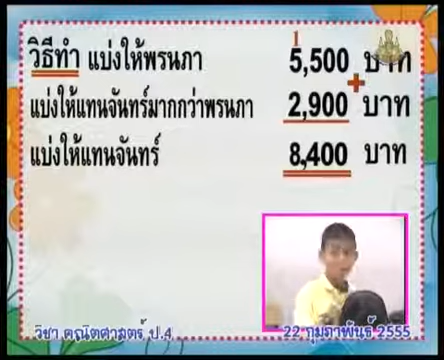 วิธีทำ แบ่งให้พรนภา 5,500 บาท
1
+
แบ่งให้แทนจันทร์มากกว่าพรนภา 2,900 บาท
แบ่งให้แทนจันทร์ 8,400 บาท
วิชา คณิตศาสตร์ ป.4 22 กุมภาพันธ์ 2555